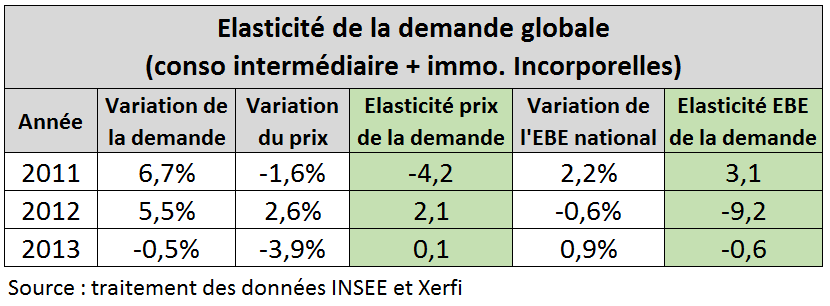 Elasticité de la demande globale
(conso intermédiaire + immo. Incorporelles)
Année Variation de la demande Variation du prix Elasticité prix de la demande Variation de l'EBE national Elasticité EBE de la demande
2011 6,7% -1,6% -4,2 2,2% 3,1
2012 5,5% 2,6% 2,1 -0,6% -9,2
2013 -0,5% -3,9% 0,1 0,9% -0,6
Source : traitement des données INSEE et Xerfi